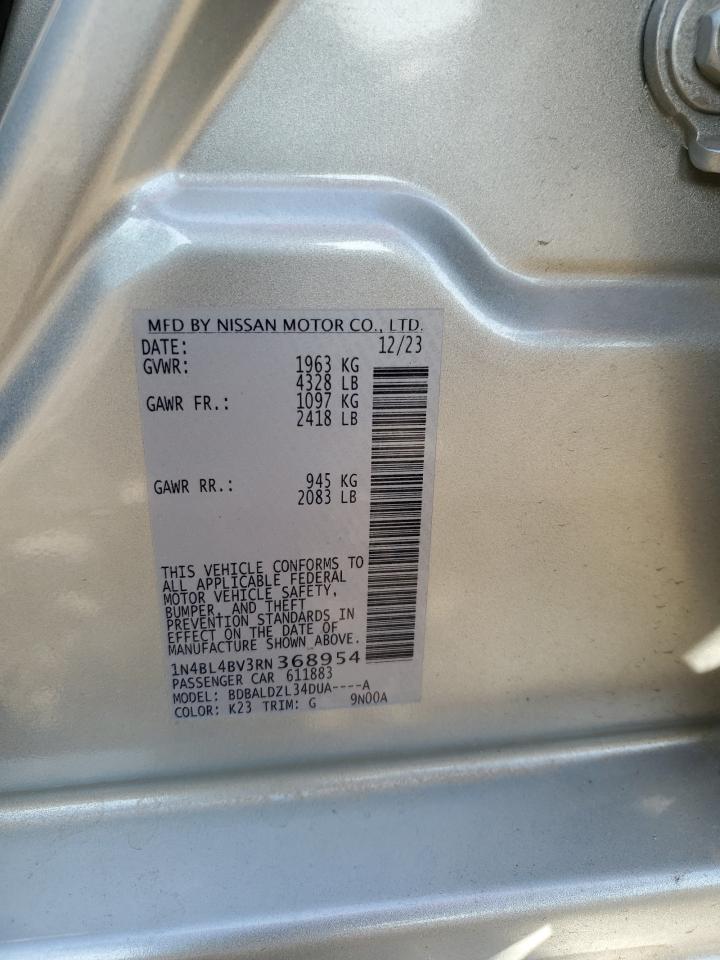 MFD BY NISSAN MOTOR CO., LTD.
DATE: 12/23
GVWR: 1963 KG
4328 LB
GAWR FR.: 1097 KG
2418 LB
GAWR RR.: 945 KG
2083 LB
THIS VEHICLE CONFORMS TO
ALL APPLICABLE FEDERAL
MOTOR VEHICLE SAFETY,
BUMPER, AND THEFT
PREVENTION STANDARDS IN
EFFECT ON THE DATE OF
MANUFACTURE SHOWN ABOVE.
1N4BL4BV3RN368954
PASSENGER CAR 611883
MODEL: BDBALDZL34DUA----A
COLOR: K23 TRIM: G 9N00A